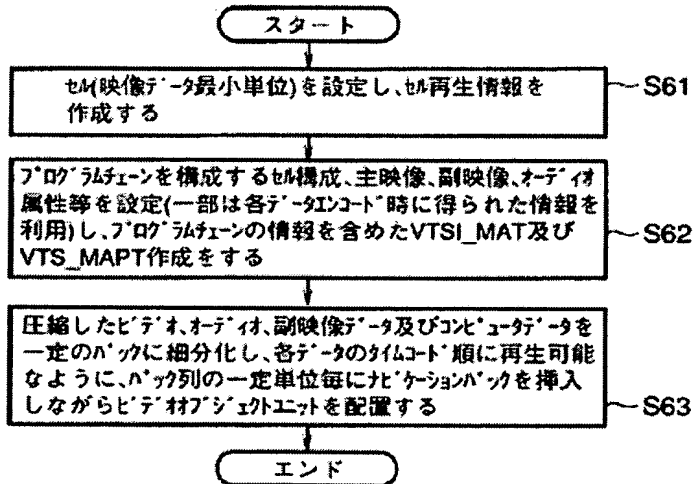 スタート
セル(映像データ最小単位)を設定し、セル再生情報を
作成する
S61
プログラムチェーンを構成するセル構成、主映像、副映像、オーディオ
属性等を設定(一部は各データエンコード時に得られた情報を
利用)し、プログラムチェーンの情報を含めたVTSI_MAT及び
VTS_MAPT作成をする
S62
圧縮したビデオ、オーディオ、副映像データ及びコンピュータデータを
一定のパックに細分化し、各データのタイムコード順に再生可能
なように、パック列の一定単位毎にナビケーションパックを挿入
しながらビデオオブジェクトユニットを配置する
S63
エンド